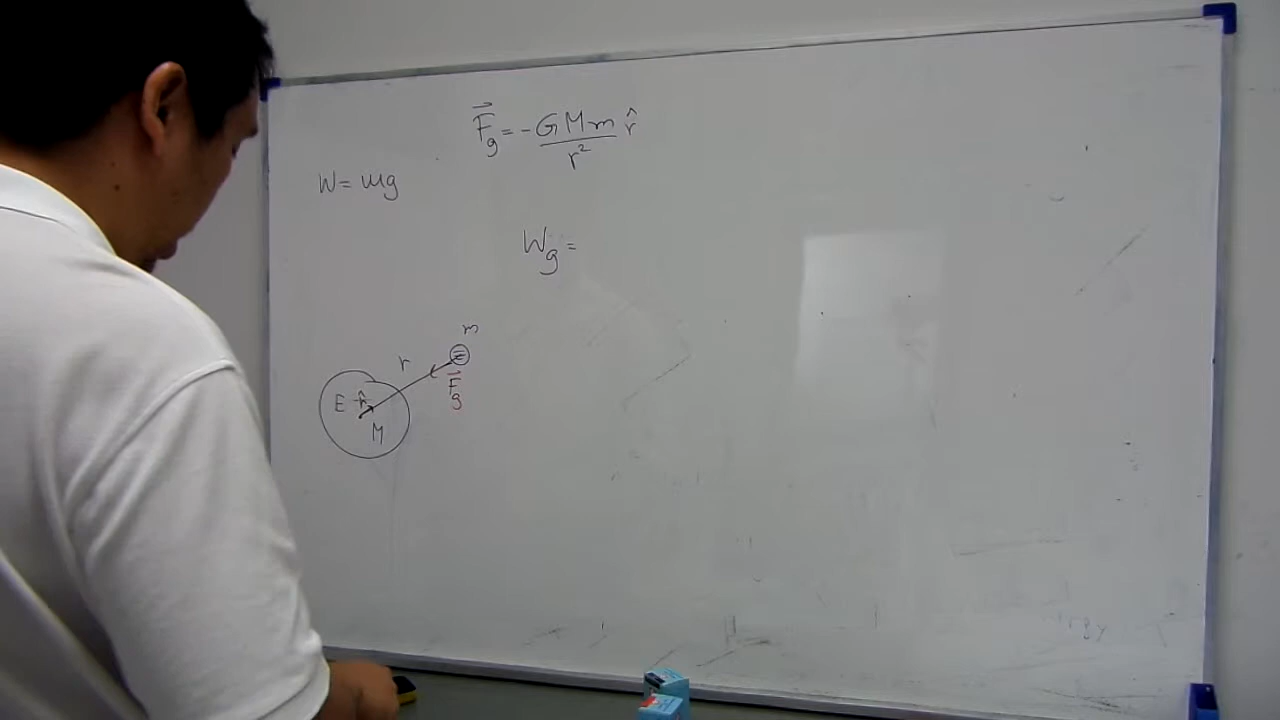 F⃗g = - GMm/r² r̂
W = mg
Wg =
m
r
F⃗g
E r̂
M